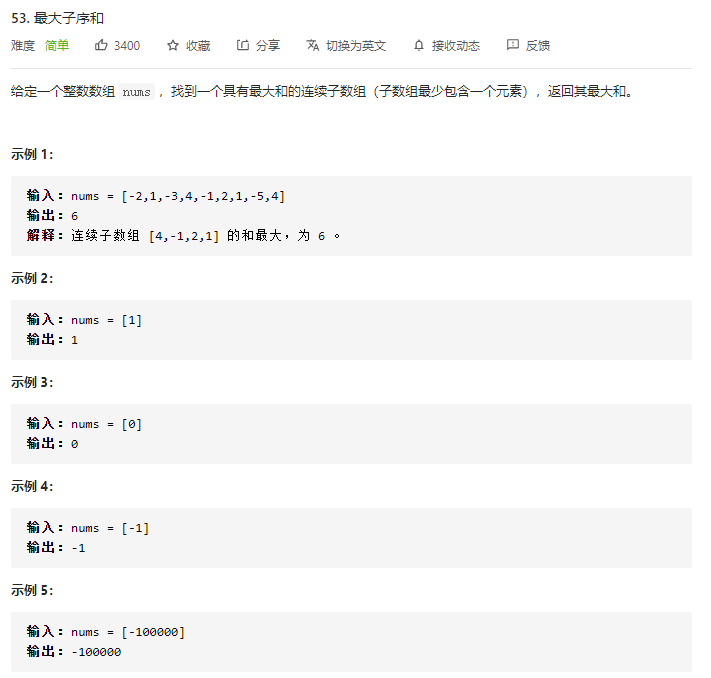 53. 最大子序和
难度 简单 3400 收藏 分享 切换为英文 接收动态 反馈
给定一个整数数组 nums ，找到一个具有最大和的连续子数组（子数组最少包含一个元素），返回其最大和。
示例 1：
输入：nums = [-2,1,-3,4,-1,2,1,-5,4]
输出：6
解释：连续子数组 [4,-1,2,1] 的和最大，为 6 。
示例 2：
输入：nums = [1]
输出：1
示例 3：
输入：nums = [0]
输出：0
示例 4：
输入：nums = [-1]
输出：-1
示例 5：
输入：nums = [-100000]
输出：-100000